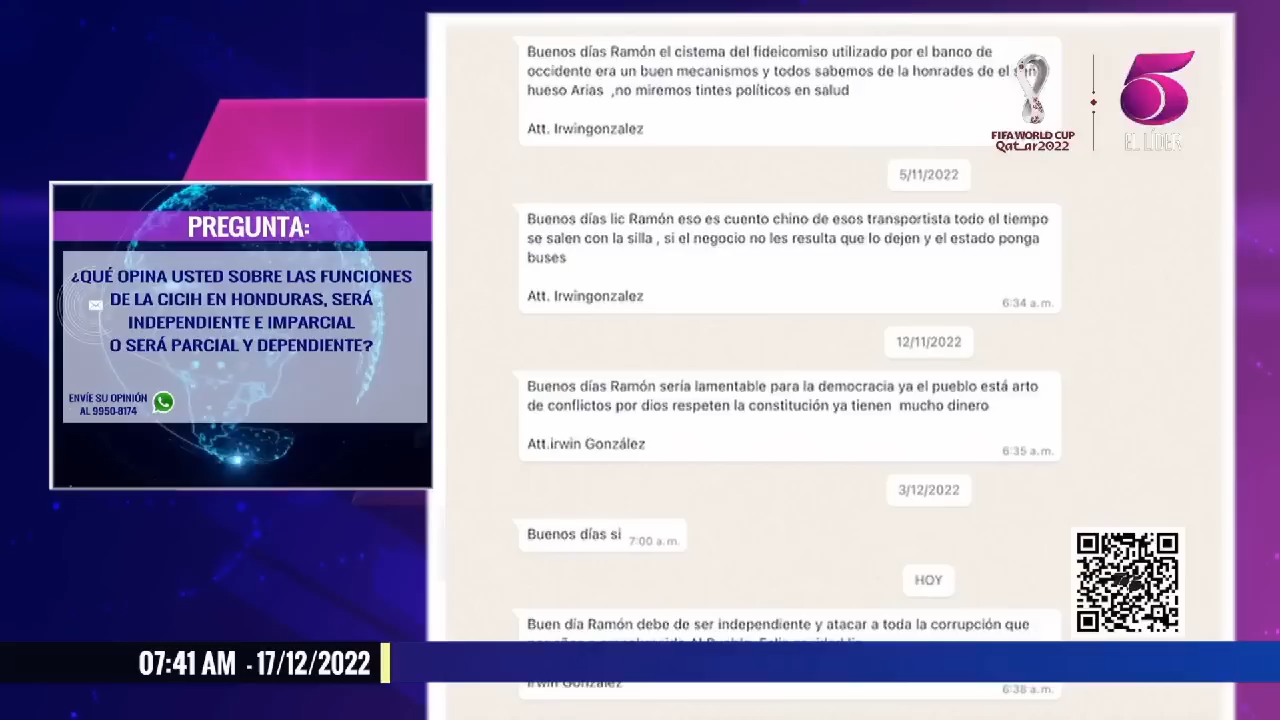 PREGUNTA:
¿QUÉ OPINA USTED SOBRE LAS FUNCIONES
DE LA CICIH EN HONDURAS, SERÁ
INDEPENDIENTE E IMPARCIAL
O SERÁ PARCIAL Y DEPENDIENTE?
ENVÍE SU OPINIÓN
AL 9950-8174
Buenos días Ramón el cistema del fideicomiso utilizado por el banco de
occidente era un buen mecanismos y todos sabemos de la honrades de el
hueso Arias ,no miremos tintes políticos en salud
Att. Irwingonzalez
5/11/2022
Buenos días lic Ramón eso es cuento chino de esos transportista todo el tiempo
se salen con la silla , si el negocio no les resulta que lo dejen y el estado ponga
buses
Att. Irwingonzalez
6:34 a.m.
12/11/2022
Buenos días Ramón sería lamentable para la democracia ya el pueblo está arto
de conflictos por dios respeten la constitución ya tienen mucho dinero
Att.irwin González
6:35 a.m.
3/12/2022
Buenos días si
7:00 a.m.
HOY
Buen día Ramón debe de ser independiente y atacar a toda la corrupción que
Irwin González
6:38 a.m.
FIFA WORLD CUP
Qatar2022
5
EL LÍDER
07:41 AM - 17/12/2022